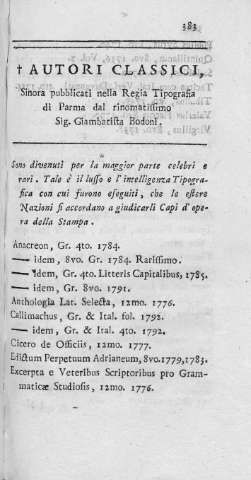 383
† AUTORI CLASSICI,
Sinora pubblicati nella Regia Tipografia
di Parma dal rinomatissimo
Sig. Giambatista Bodoni.
Sono divenuti per la maggior parte celebri e
rari. Tale è il lusso e l'intelligenza Tipogra-
fica con cui furono eseguiti, che le estere
Nazioni si accordano a giudicarli Capi d'ope-
ra della Stampa.
Anacreon, Gr. 4to. 1784.
— idem, 8vo. Gr. 1784. Rarissimo.
— Idem, Gr. 4to. Litteris Capitalibus, 1785.
— idem, Gr. 8vo. 1791.
Anthologia Lat. Selecta, 12mo. 1776.
Callimachus, Gr. & Ital. fol. 1792.
— idem, Gr. & Ital. 4to. 1792.
Cicero de Officiis, 12mo. 1777.
Edictum Perpetuum Adrianeum, 8vo. 1779, 1783.
Excerpta e Veteribus Scriptoribus pro Gram-
maticæ Studiosis, 12mo. 1776.